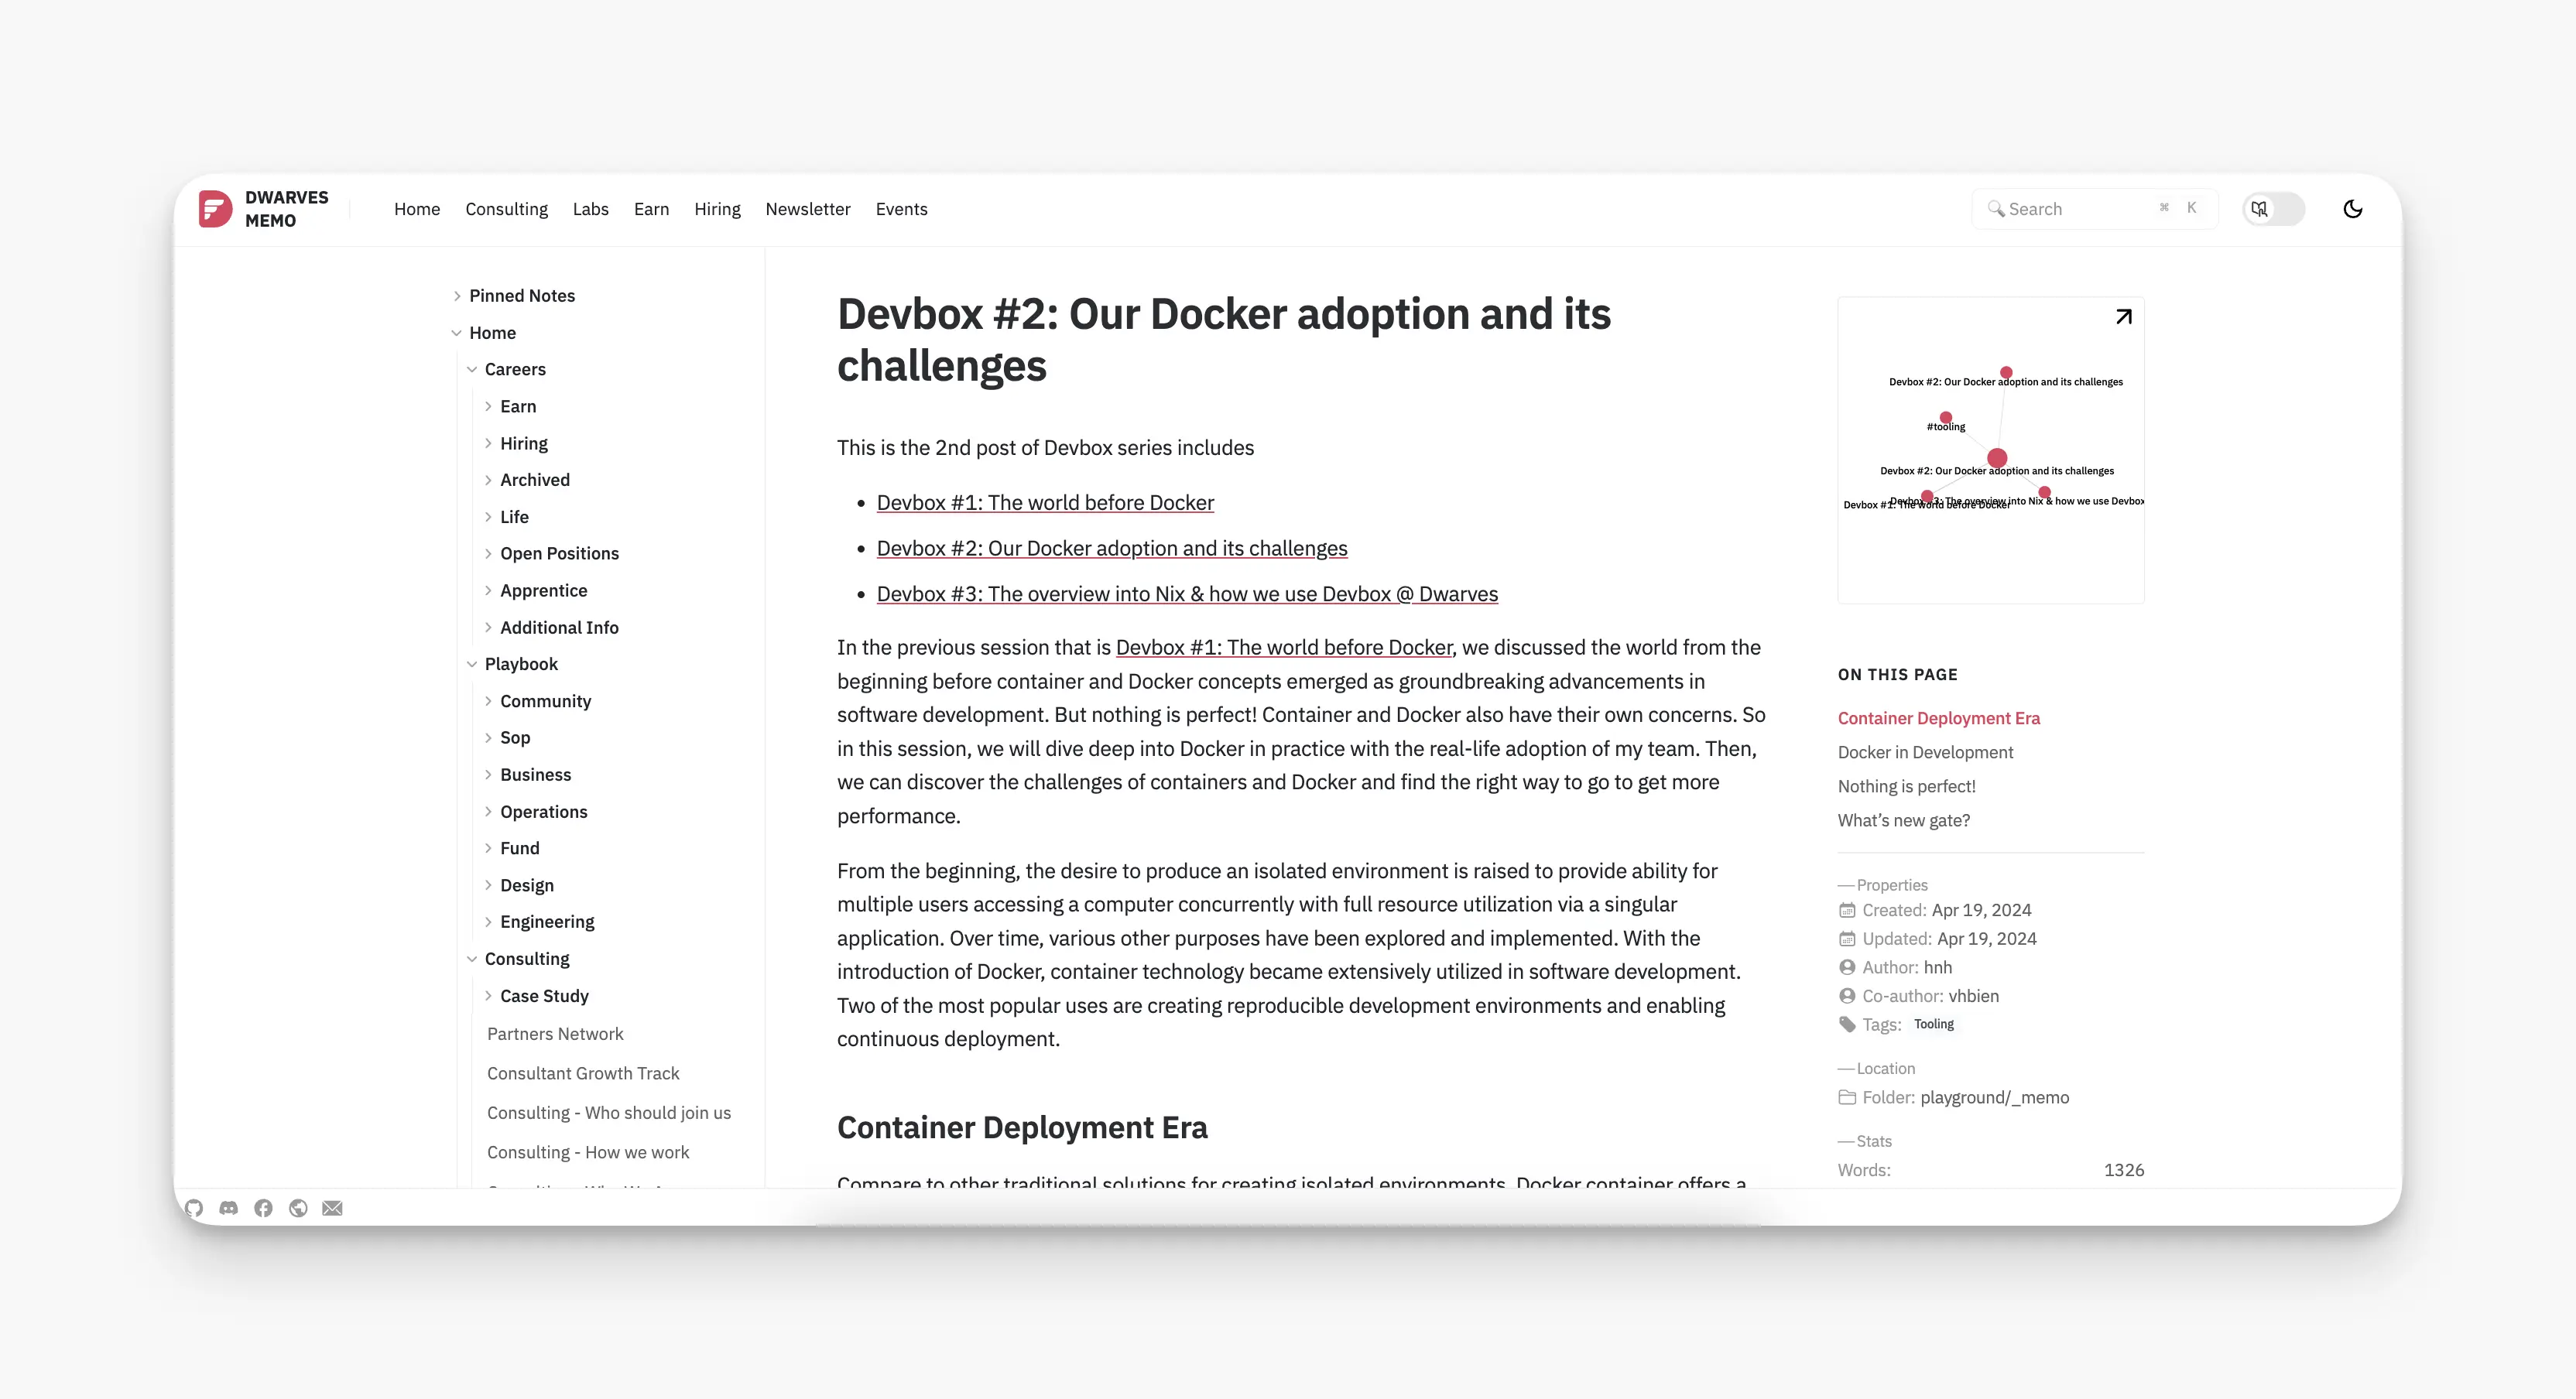 DWARVES
MEMO
Home
Consulting
Labs
Earn
Hiring
Newsletter
Events
Search
⌘ K
Pinned Notes
Home
Careers
Earn
Hiring
Archived
Life
Open Positions
Apprentice
Additional Info
Playbook
Community
Sop
Business
Operations
Fund
Design
Engineering
Consulting
Case Study
Partners Network
Consultant Growth Track
Consulting - Who should join us
Consulting - How we work
Devbox #2: Our Docker adoption and its
challenges
This is the 2nd post of Devbox series includes
• Devbox #1: The world before Docker
• Devbox #2: Our Docker adoption and its challenges
• Devbox #3: The overview into Nix & how we use Devbox @ Dwarves
In the previous session that is Devbox #1: The world before Docker, we discussed the world from the
beginning before container and Docker concepts emerged as groundbreaking advancements in
software development. But nothing is perfect! Container and Docker also have their own concerns. So
in this session, we will dive deep into Docker in practice with the real-life adoption of my team. Then,
we can discover the challenges of containers and Docker and find the right way to go to get more
performance.
From the beginning, the desire to produce an isolated environment is raised to provide ability for
multiple users accessing a computer concurrently with full resource utilization via a singular
application. Over time, various other purposes have been explored and implemented. With the
introduction of Docker, container technology became extensively utilized in software development.
Two of the most popular uses are creating reproducible development environments and enabling
continuous deployment.
Container Deployment Era
Compare to other traditional solutions for creating isolated environments, Docker container offers a
Devbox #2: Our Docker adoption and its challenges
#tooling
Devbox #2: Our Docker adoption and its challenges
Devbox #3: The overview into Nix & how we use Devbox
Devbox #1: The world before Docker
ON THIS PAGE
Container Deployment Era
Docker in Development
Nothing is perfect!
What’s new gate?
—Properties
Created: Apr 19, 2024
Updated: Apr 19, 2024
Author: hnh
Co-author: vhbien
Tags: Tooling
—Location
Folder: playground/_memo
—Stats
Words: 1326